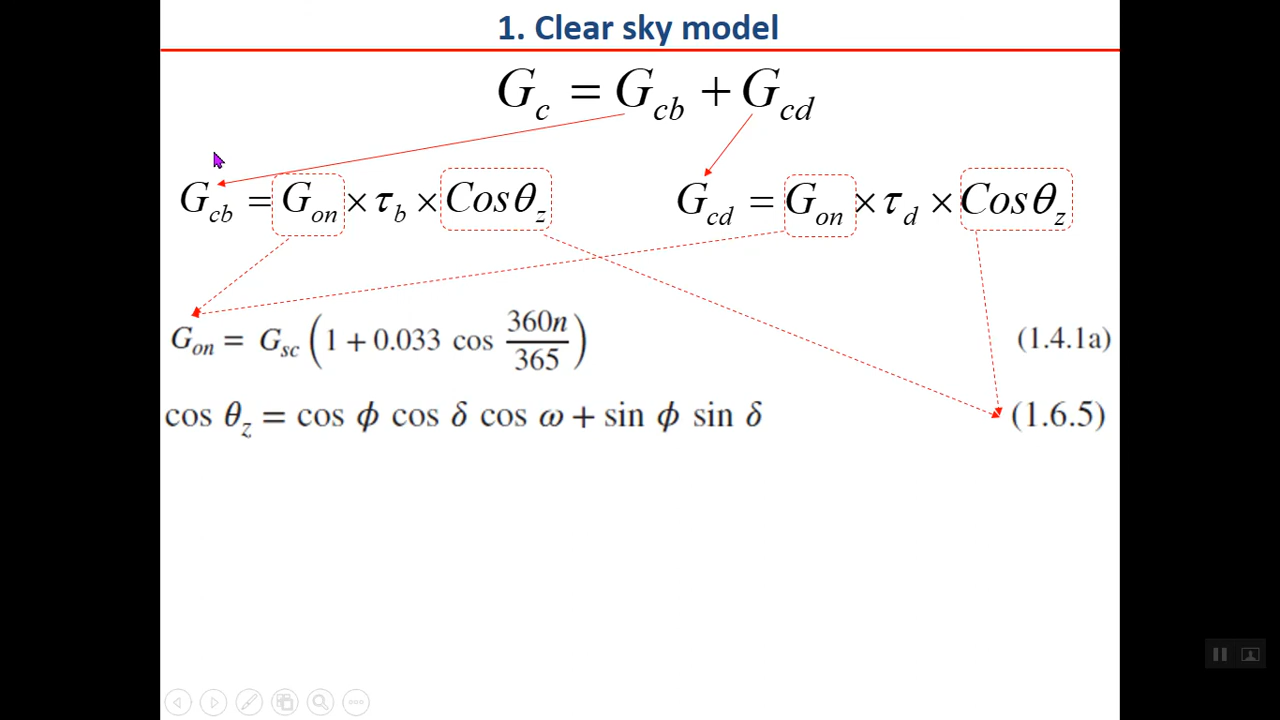 1. Clear sky model
G_c = G_cb + G_cd
G_cb = G_on × τ_b × Cosθ_z
G_cd = G_on × τ_d × Cosθ_z
G_on = G_sc (1 + 0.033 cos 360n/365) (1.4.1a)
cos θ_z = cos ϕ cos δ cos ω + sin ϕ sin δ (1.6.5)